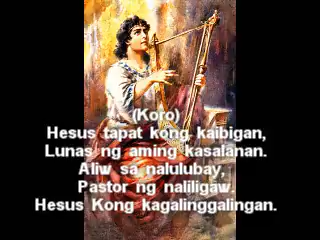 (Koro)
Hesus tapat kong kaibigan,
Lunas ng aming kasalanan.
Aliw sa nalulubay,
Pastor ng naliligaw.
Hesus Kong kagalinggalingan.